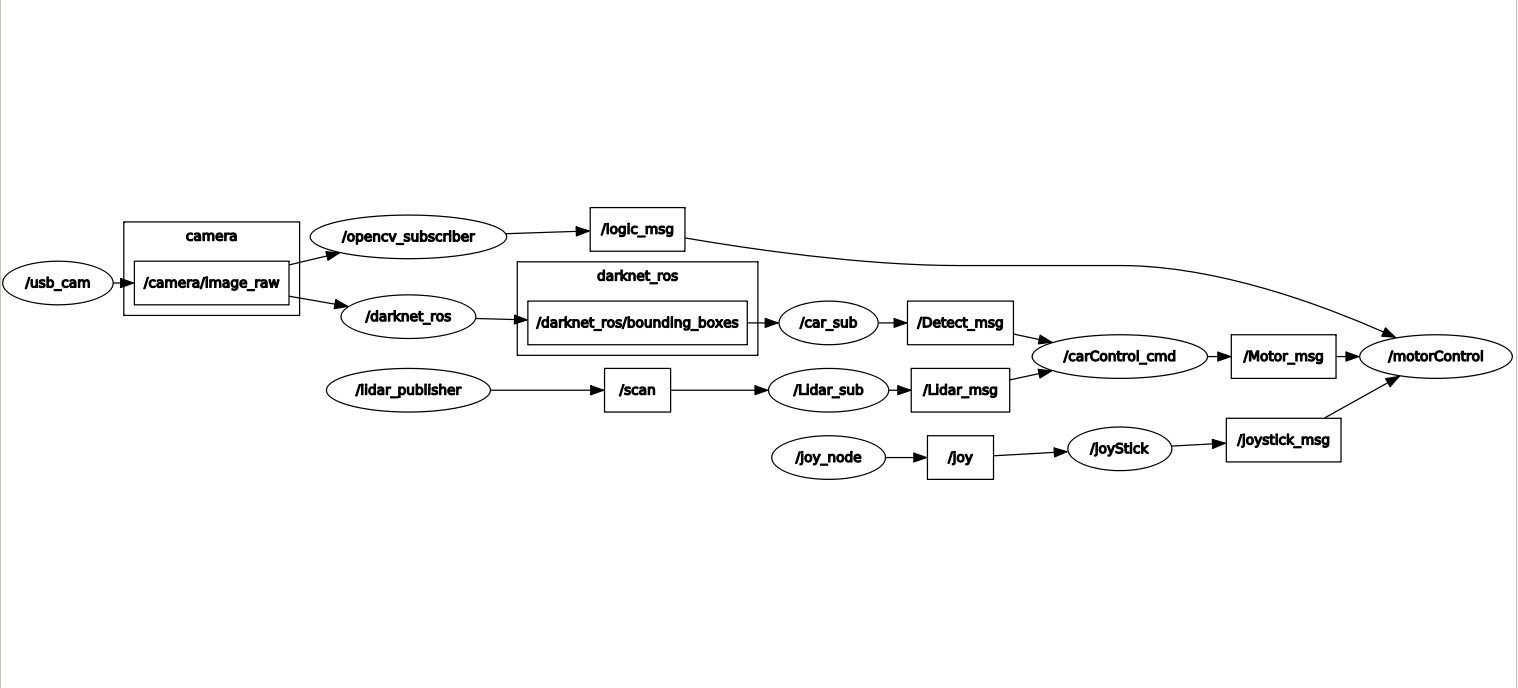 /usb_cam
camera
/camera/image_raw
/opencv_subscriber
/logic_msg
/darknet_ros
darknet_ros
/darknet_ros/bounding_boxes
/car_sub
/Detect_msg
/carControl_cmd
/Motor_msg
/motorControl
/lidar_publisher
/scan
/Lidar_sub
/Lidar_msg
/joy_node
/joy
/joyStick
/joystick_msg